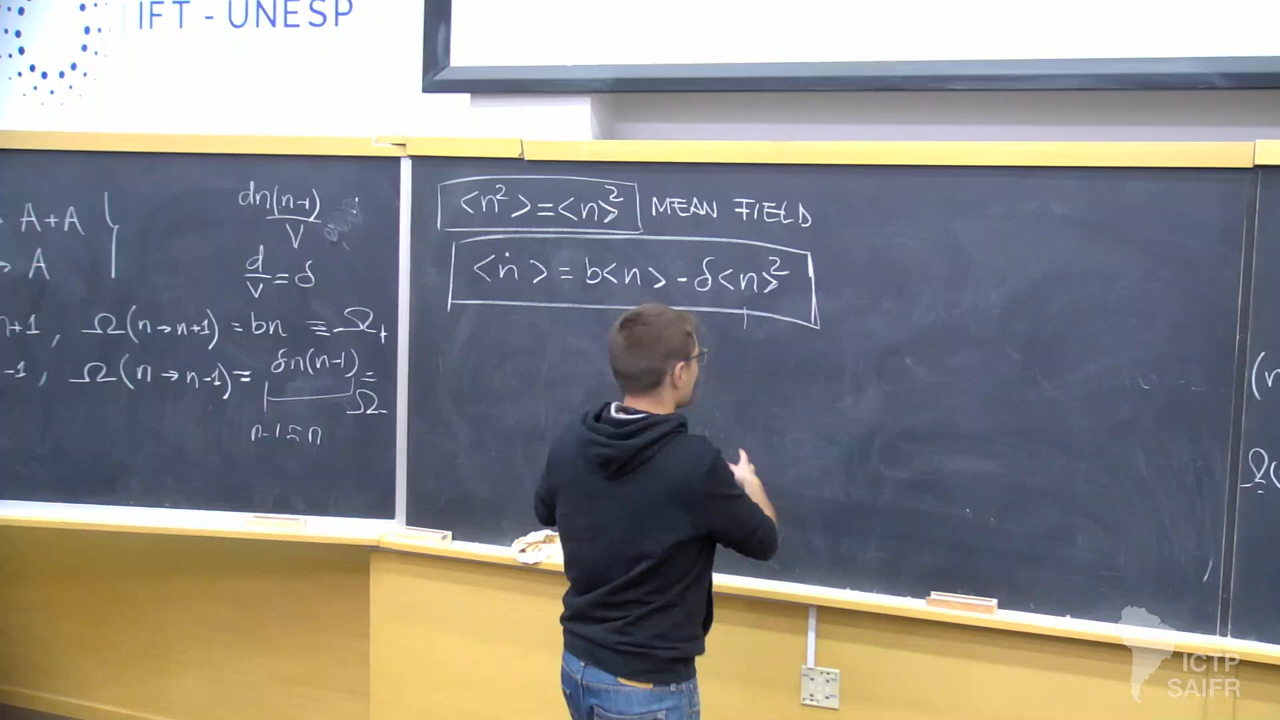 IFT - UNESP
A+A
A
dn(n-1)
V
d/V = δ
n+1 , Ω(n→n+1) = bn ≡ Ω₊
-1 , Ω(n→n-1) = δn(n-1) = Ω₋
n-1≈n
<n²> = <n>² MEAN FIELD
<ṅ> = b<n> - δ<n>²
(n
Ω(
ICTP
SAIFR